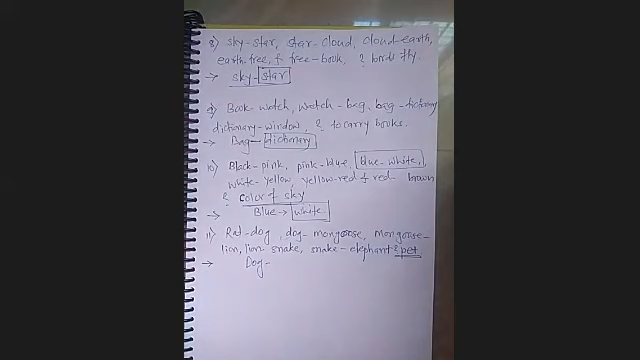 8) Sky-star, star-cloud, cloud-earth,
earth-tree, & tree-book, ? birds fly.
→ sky-star
9) Book-watch, watch-bag, bag-dictionary
dictionary-window, & to carry books.
→ Bag- dictionary
10) Black-pink, pink-blue, blue-white,
white-yellow, yellow-red & red- brown
? color of sky
→ Blue→ white
11) Rat-dog, dog-mongoose, mongoose-
lion, lion-snake, snake-elephant ? pet
→ Dog-